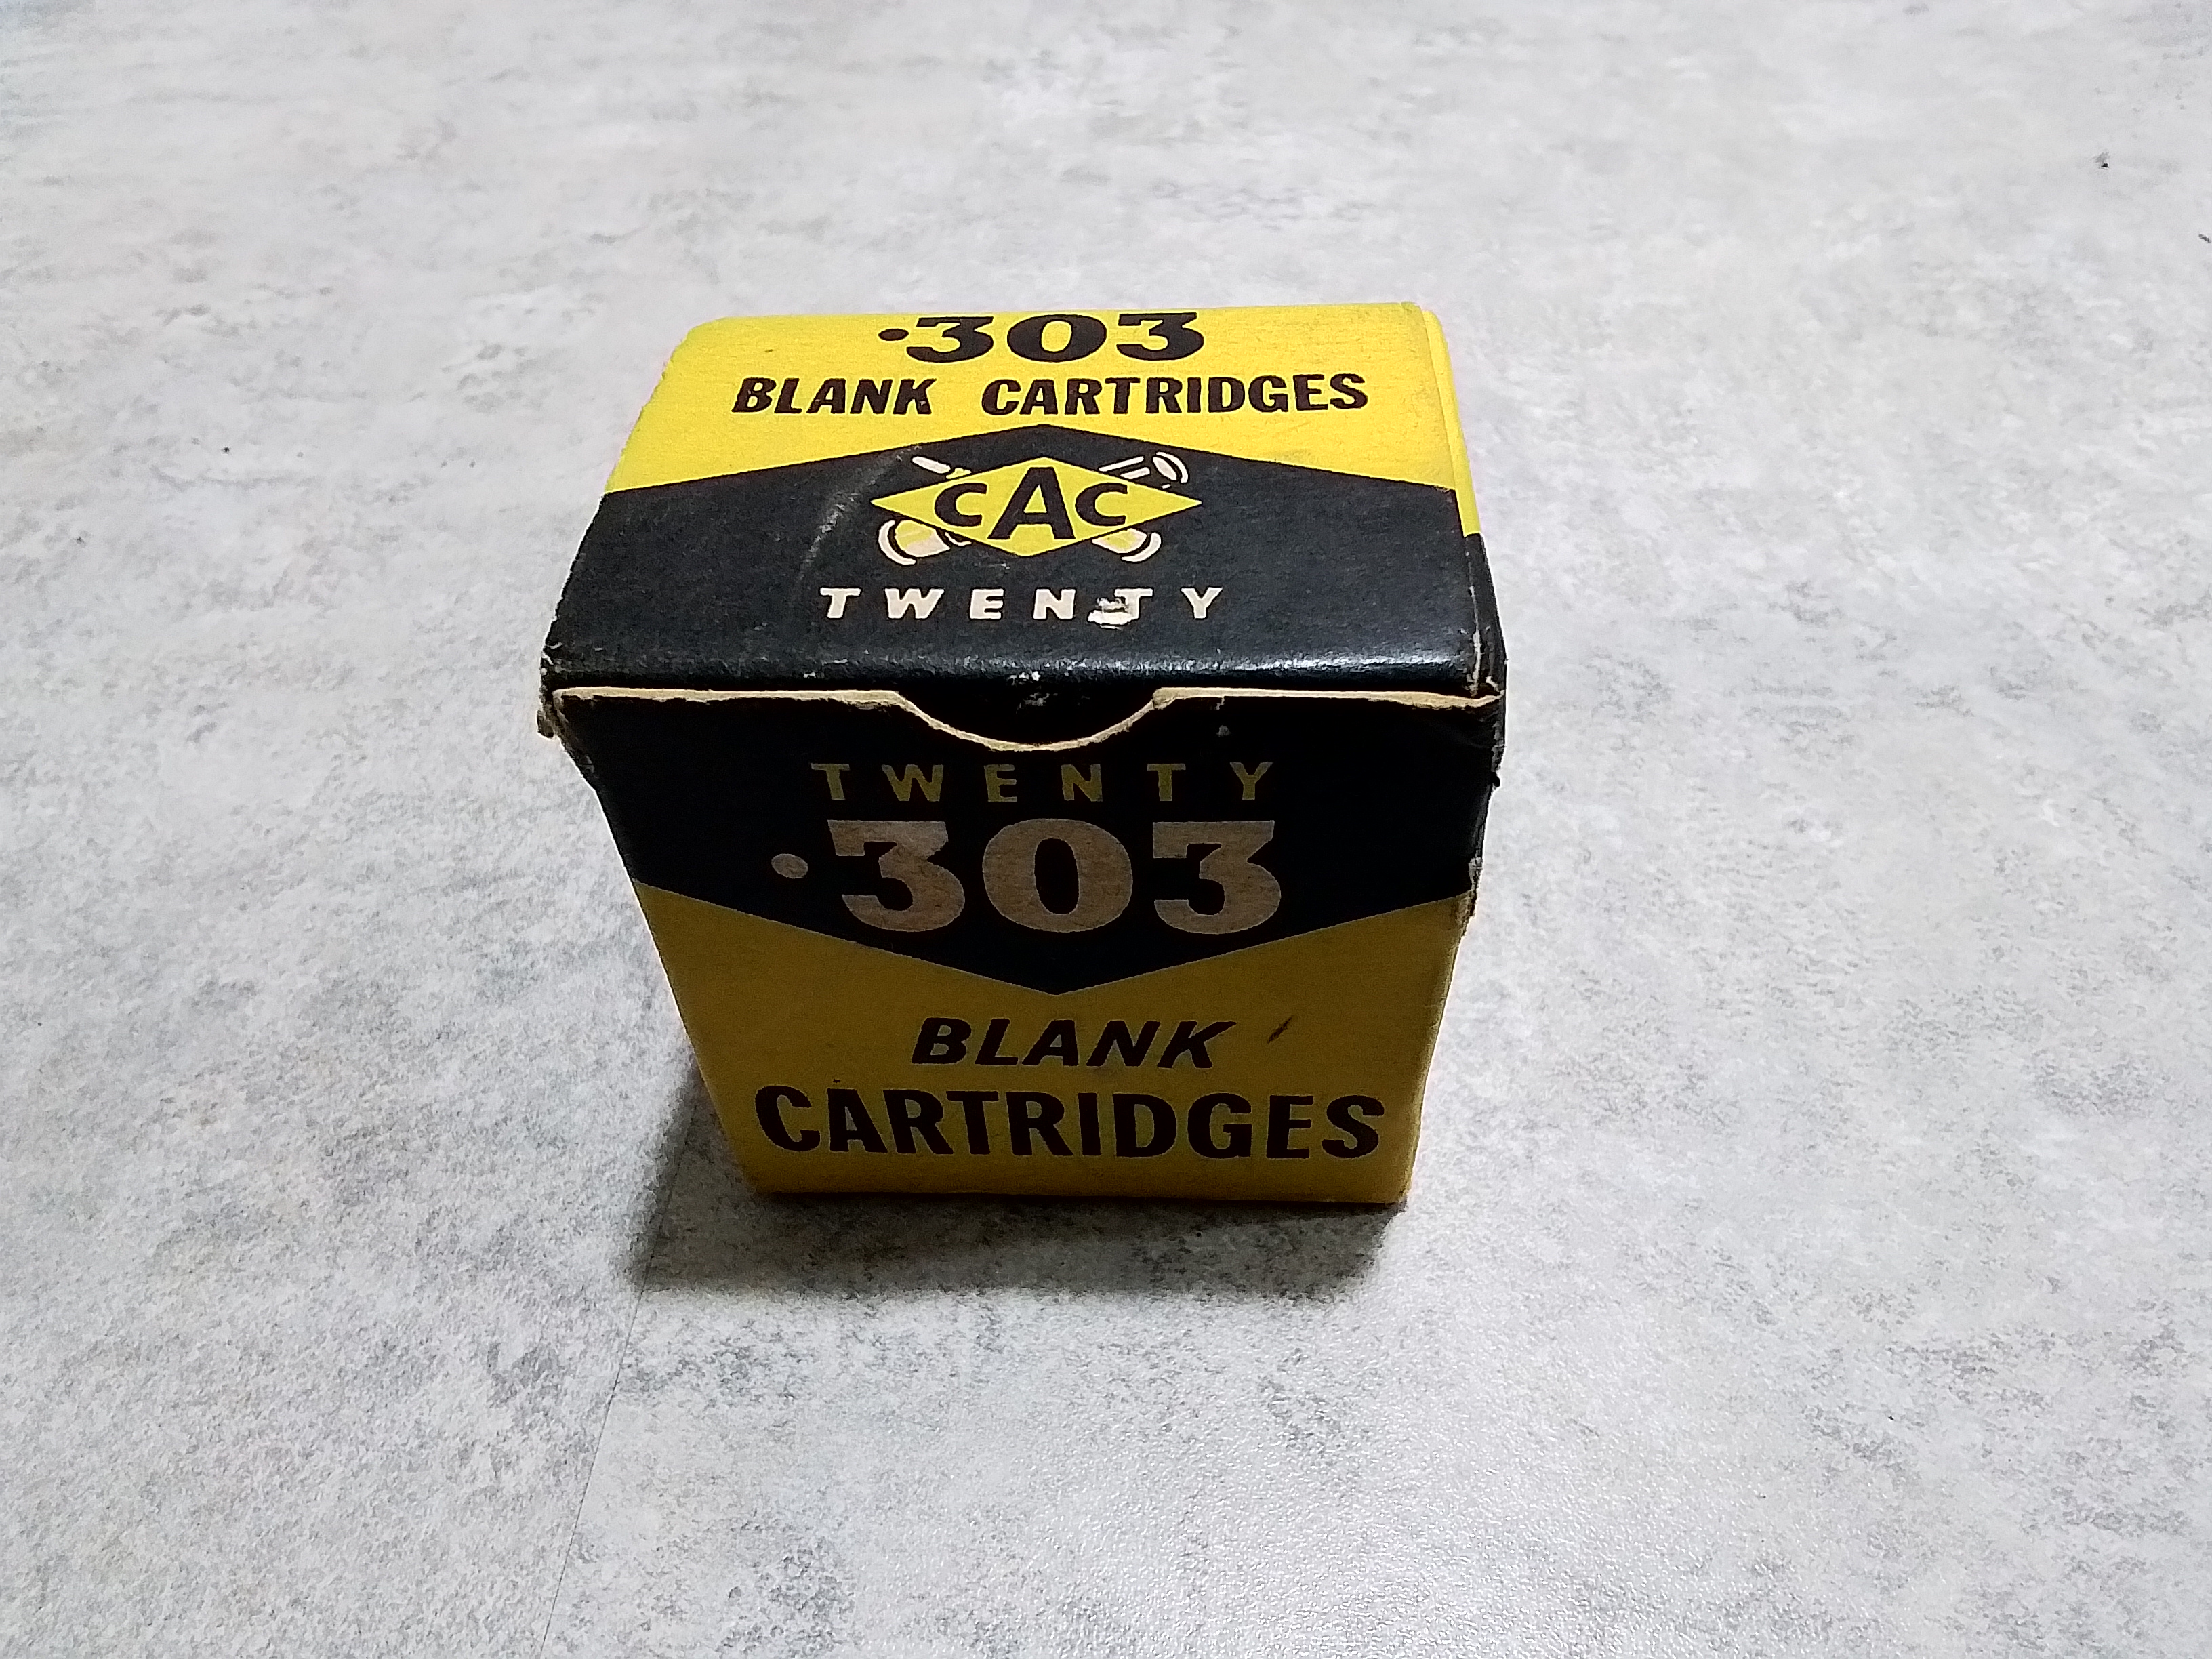 ·303
BLANK CARTRIDGES
CAC
TWENTY
TWENTY
·303
BLANK
CARTRIDGES